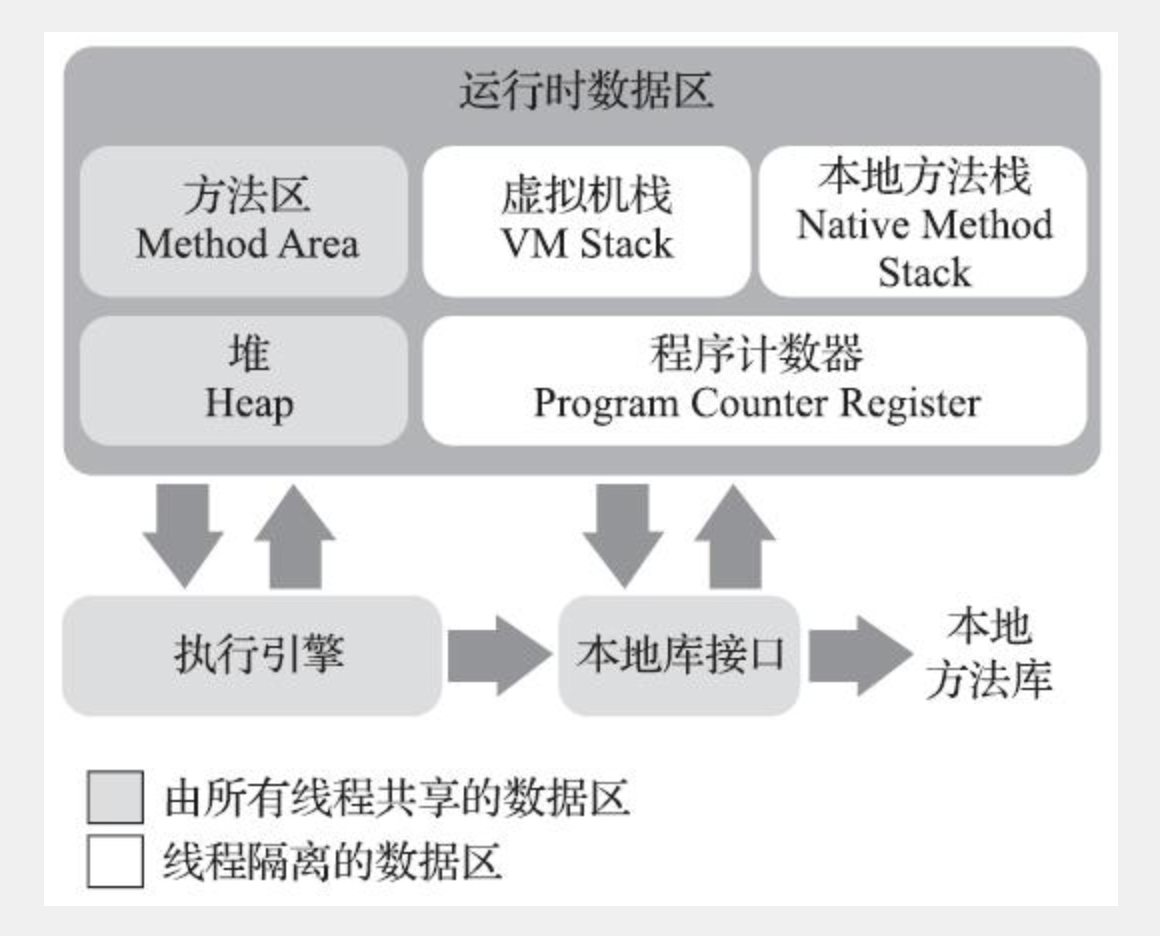 运行时数据区
方法区
Method Area
虚拟机栈
VM Stack
本地方法栈
Native Method
Stack
堆
Heap
程序计数器
Program Counter Register
执行引擎
本地库接口
本地
方法库
由所有线程共享的数据区
线程隔离的数据区